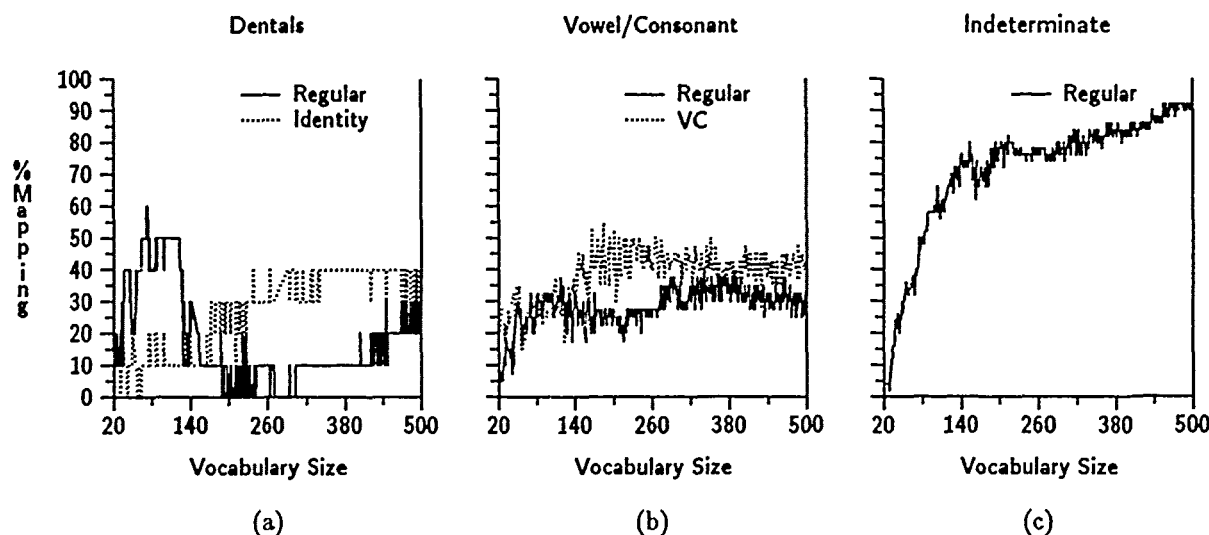 Dentals
Vowel/Consonant
Indeterminate
100
90
80
70
60
50
40
30
20
10
0
%Mapping
Regular
Identity
Regular
VC
Regular
20 140 260 380 500
20 140 260 380 500
20 140 260 380 500
Vocabulary Size
Vocabulary Size
Vocabulary Size
(a)
(b)
(c)